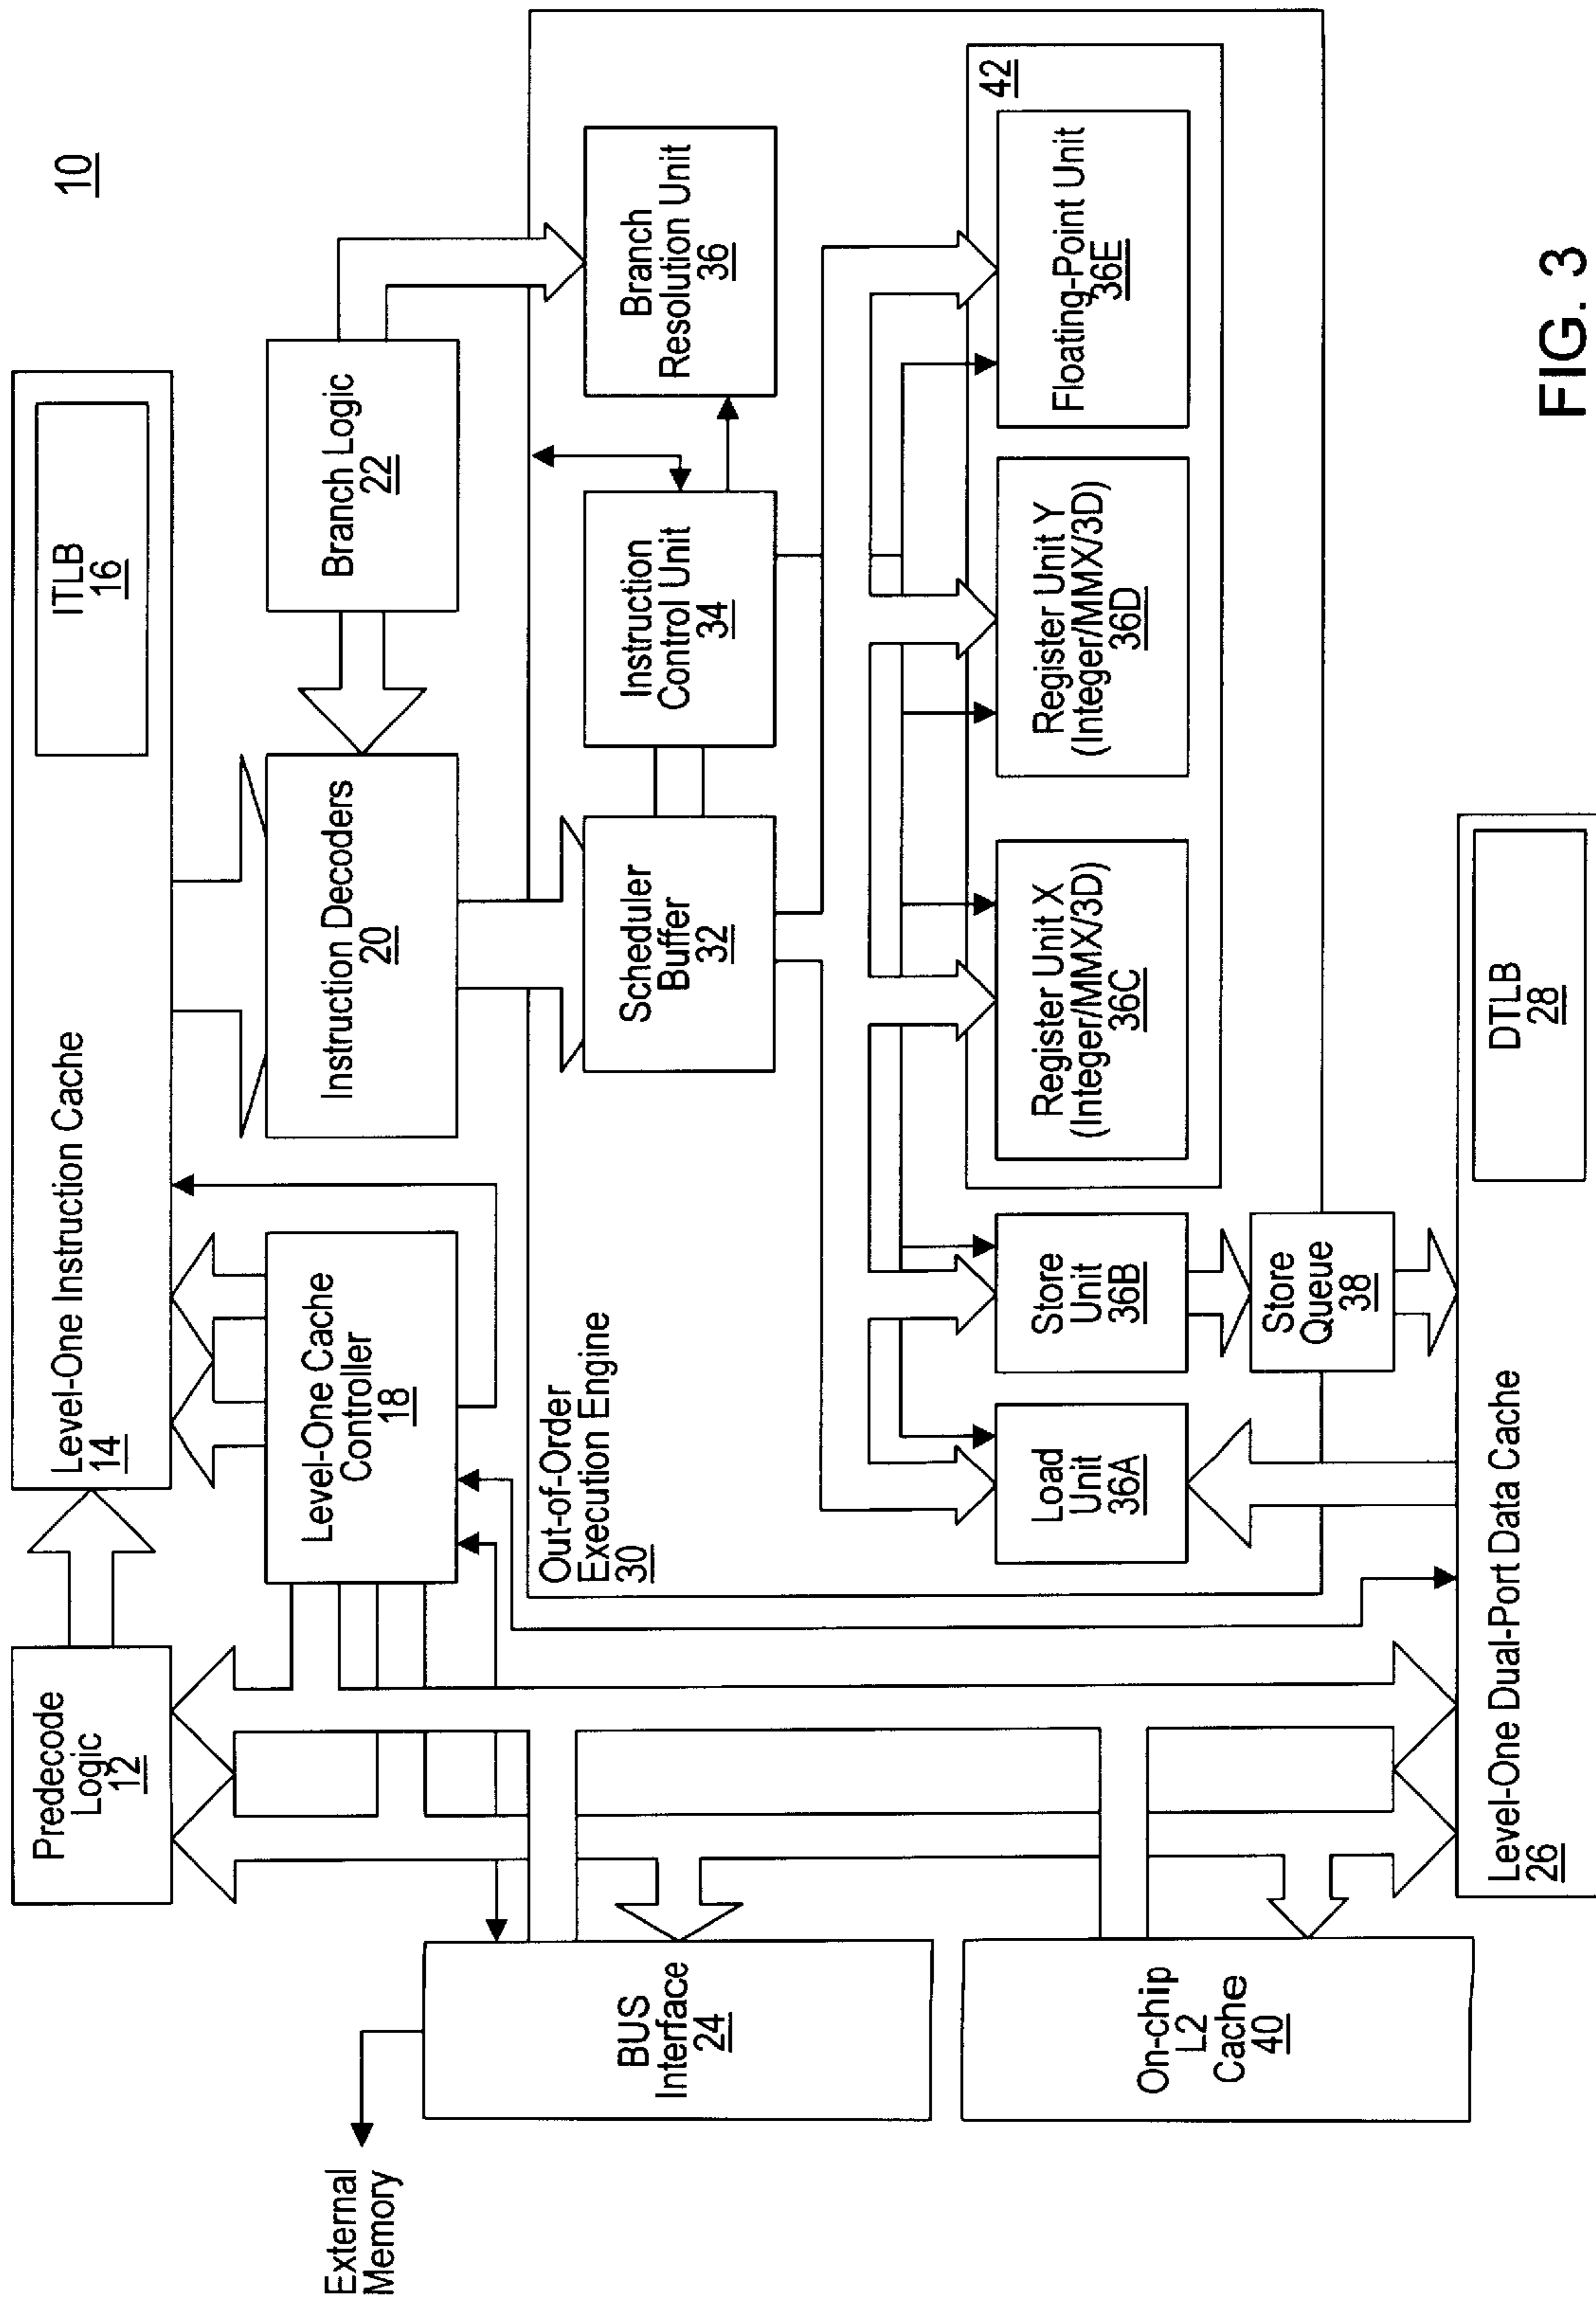 10
Predecode
Logic
12
Level-One Instruction Cache
14
ITLB
16
Level-One Cache
Controller
18
Instruction Decoders
20
Branch Logic
22
External
Memory
BUS
Interface
24
Out-of-Order
Execution Engine
30
Scheduler
Buffer
32
Instruction
Control Unit
34
Branch
Resolution Unit
36
On-chip
L2
Cache
40
42
Load
Unit
36A
Store
Unit
36B
Register Unit X
(Integer/MMX/3D)
36C
Register Unit Y
(Integer/MMX/3D)
36D
Floating-Point Unit
36E
Store
Queue
38
Level-One Dual-Port Data Cache
26
DTLB
28
FIG. 3